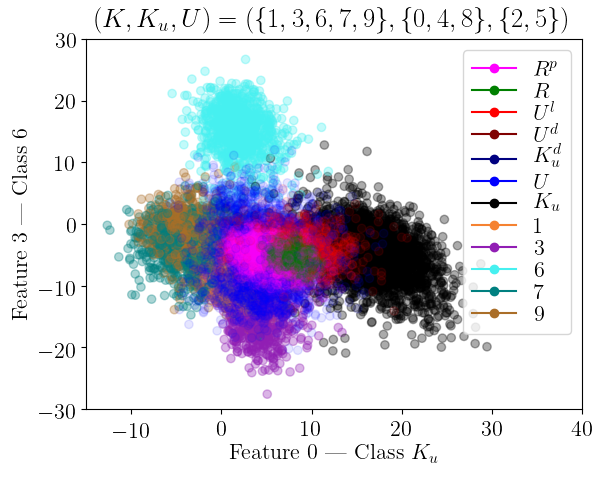 (K, K_u, U) = ({1, 3, 6, 7, 9}, {0, 4, 8}, {2, 5})
30
20
10
0
−10
−20
−30
Feature 3 — Class 6
R^p
R
U^l
U^d
K_u^d
U
K_u
1
3
6
7
9
−10
0
10
20
30
40
Feature 0 — Class K_u